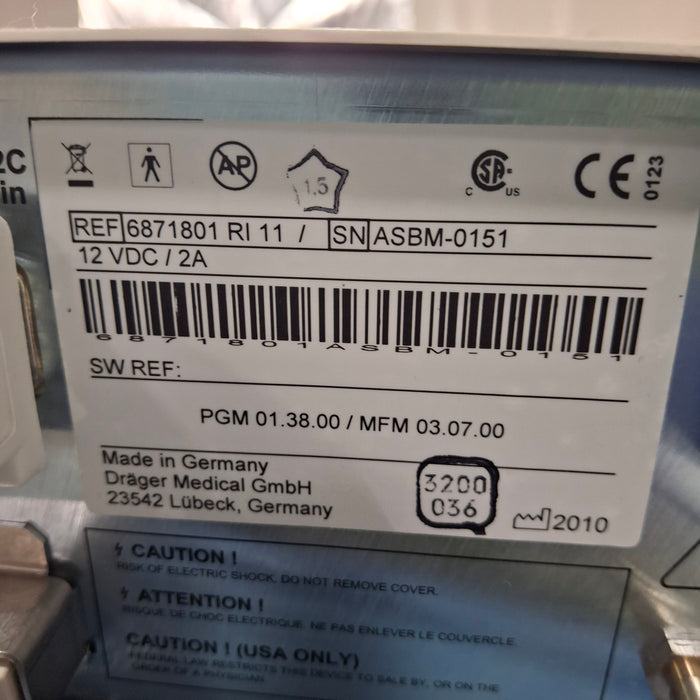 2C
in
AP
1.5
CSA
C US
CE 0123
REF 6871801 RI 11 / SN ASBM-0151
12 VDC / 2A
6871801ASBM-0151
SW REF:
PGM 01.38.00 / MFM 03.07.00
Made in Germany
Dräger Medical GmbH
23542 Lübeck, Germany
3200
036
2010
CAUTION !
RISK OF ELECTRIC SHOCK, DO NOT REMOVE COVER.
ATTENTION !
RISQUE DE CHOC ELECTRIQUE. NE PAS ENLEVER LE COUVERCLE.
CAUTION ! (USA ONLY)
FEDERAL LAW RESTRICTS THIS DEVICE TO SALE BY, OR ON THE
ORDER OF A PHYSICIAN.